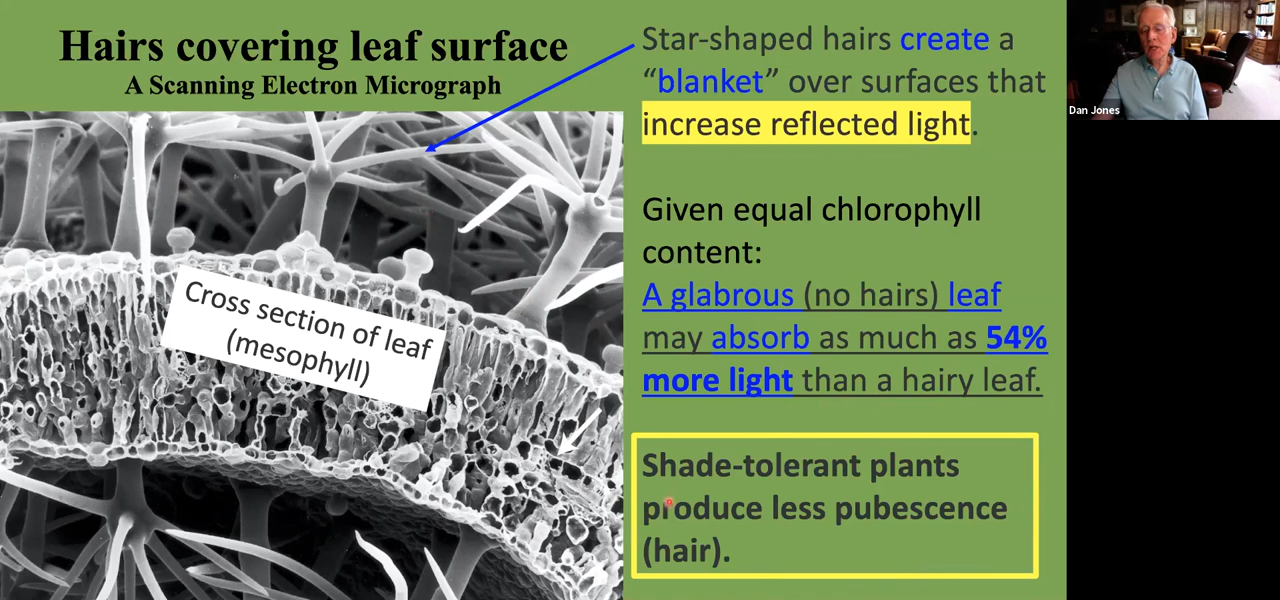 Hairs covering leaf surface
A Scanning Electron Micrograph
Cross section of leaf
(mesophyll)
Star-shaped hairs create a
“blanket” over surfaces that
increase reflected light.
Given equal chlorophyll
content:
A glabrous (no hairs) leaf
may absorb as much as 54%
more light than a hairy leaf.
Shade-tolerant plants
produce less pubescence
(hair).
Dan Jones